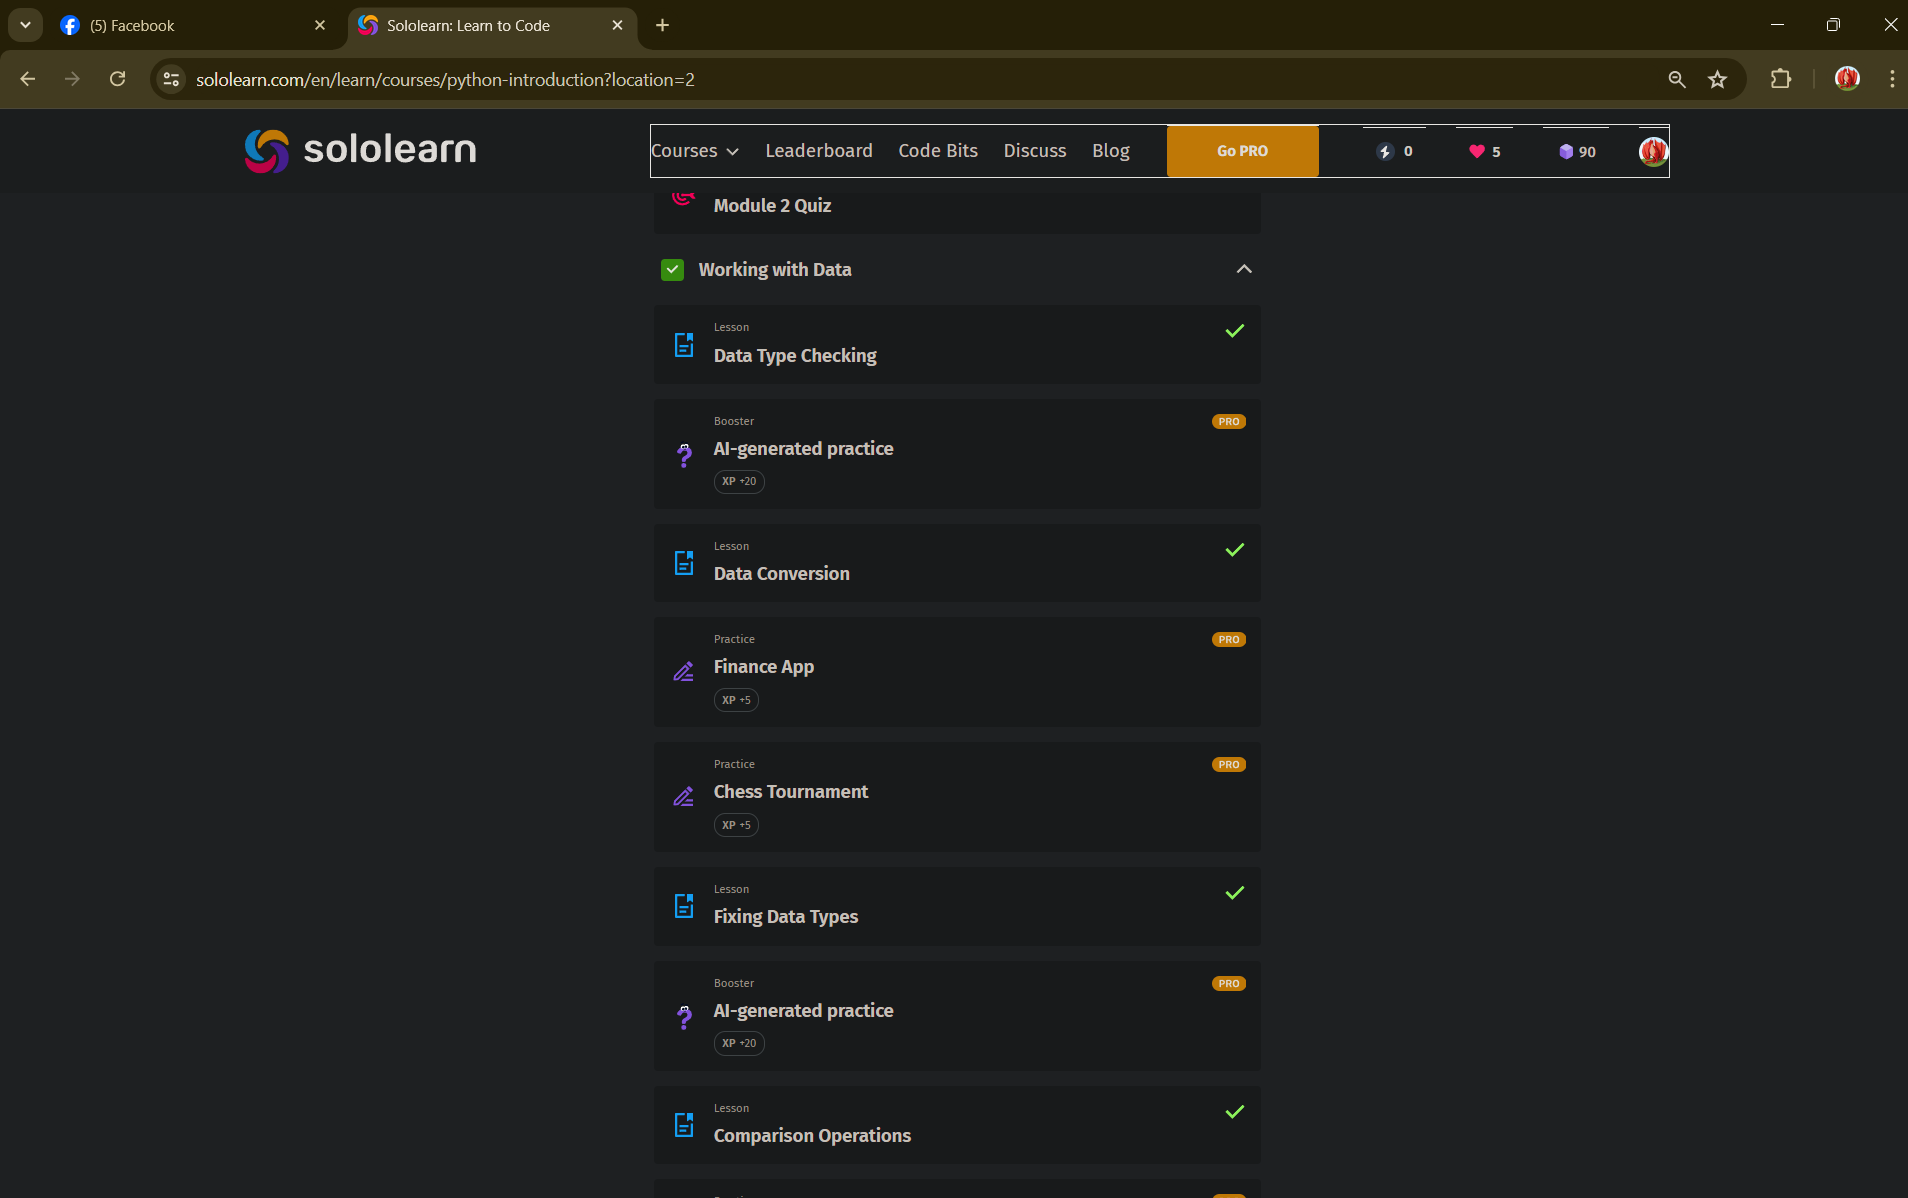 (5) Facebook
Sololearn: Learn to Code
sololearn.com/en/learn/courses/python-introduction?location=2
sololearn
Courses
Leaderboard
Code Bits
Discuss
Blog
Go PRO
0
5
90
Module 2 Quiz
Working with Data
Lesson
Data Type Checking
Booster
PRO
AI-generated practice
XP +20
Lesson
Data Conversion
Practice
PRO
Finance App
XP +5
Practice
PRO
Chess Tournament
XP +5
Lesson
Fixing Data Types
Booster
PRO
AI-generated practice
XP +20
Lesson
Comparison Operations